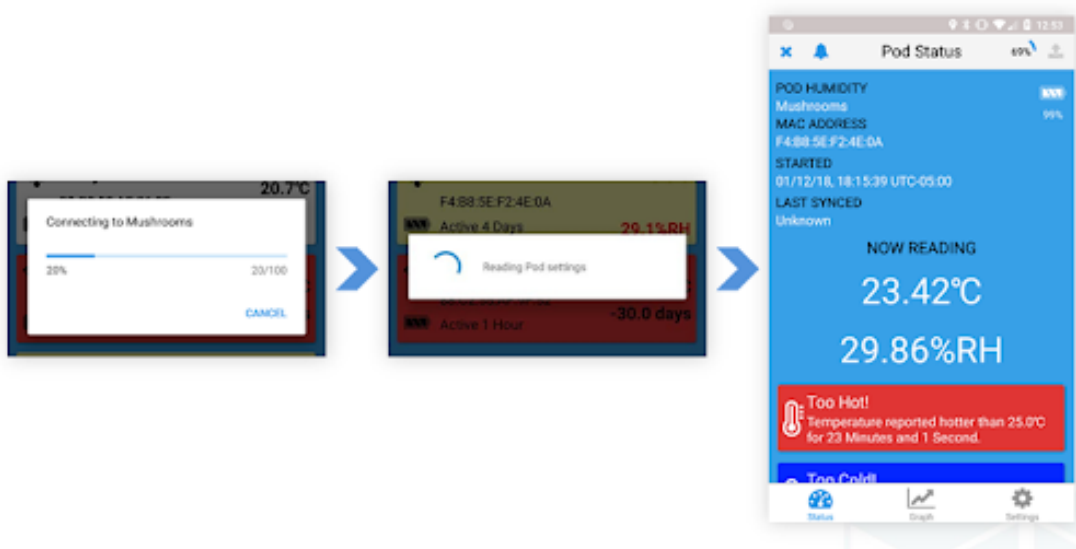 20.7°C
Connecting to Mushrooms
20%
20/100
CANCEL
F4:B8:5E:F2:4E:0A
Active 4 Days
29.1%RH
Reading Pod settings
-30.0 days
Active 1 Hour
12:53
Pod Status
69%
POD HUMIDITY
Mushrooms
99%
MAC ADDRESS
F4:B8:5E:F2:4E:0A
STARTED
01/12/18, 18:15:39 UTC-05:00
LAST SYNCED
Unknown
NOW READING
23.42°C
29.86%RH
Too Hot!
Temperature reported hotter than 25.0°C
for 23 Minutes and 1 Second.
Too Cold!
Status
Graph
Settings